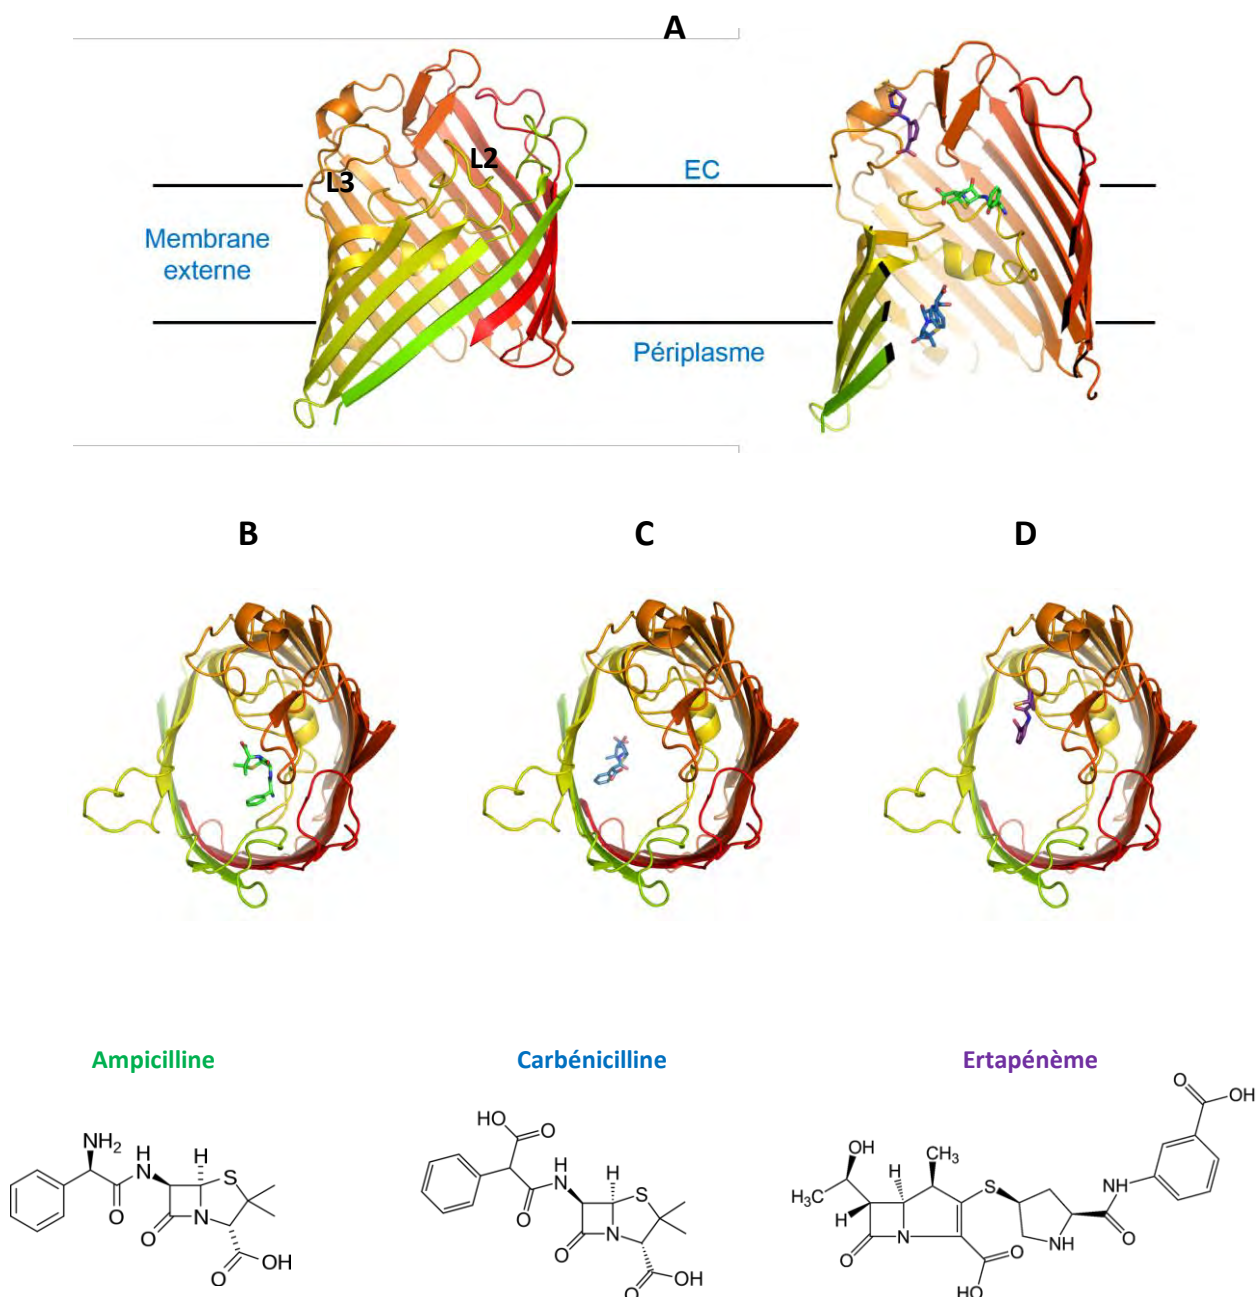 A
L3
L2
EC
Membrane
externe
Périplasme
B
C
D
Ampicilline
Carbénicilline
Ertapénème
NH2
H
N
H
S
O
O
N
O
OH
HO
O
H
N
H
S
O
O
N
O
OH
O
OH
OH
H3C
H
H
CH3
S
NH
O
NH
O
N
O
HO